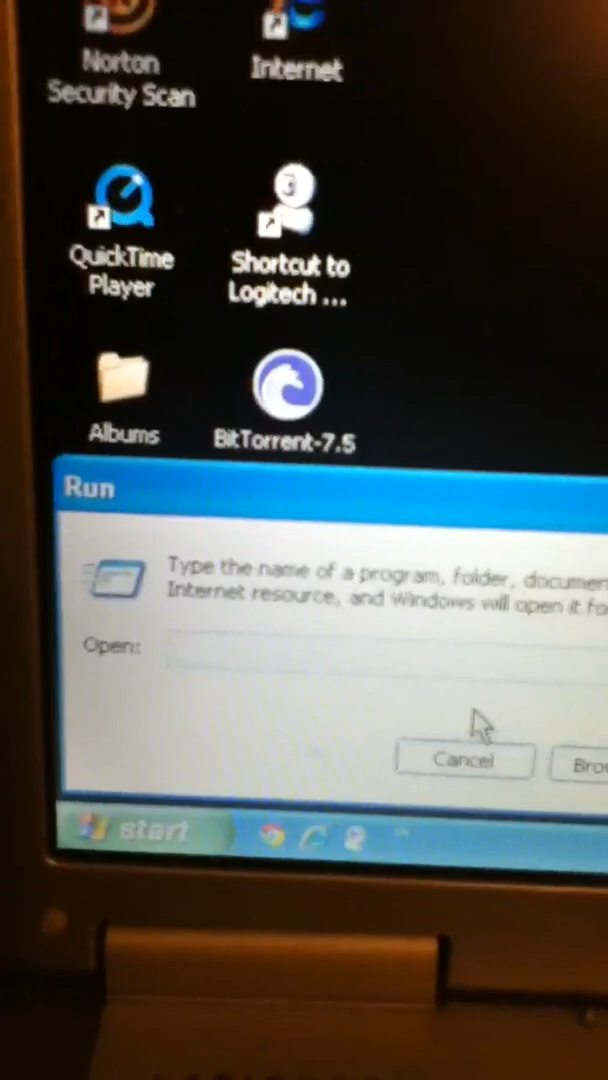 Norton
Security Scan
Internet
QuickTime
Player
Shortcut to
Logitech ...
Albums
BitTorrent-7.5
Run
Type the name of a program, folder, documen
Internet resource, and Windows will open it fo
Open:
Cancel
Bro
start